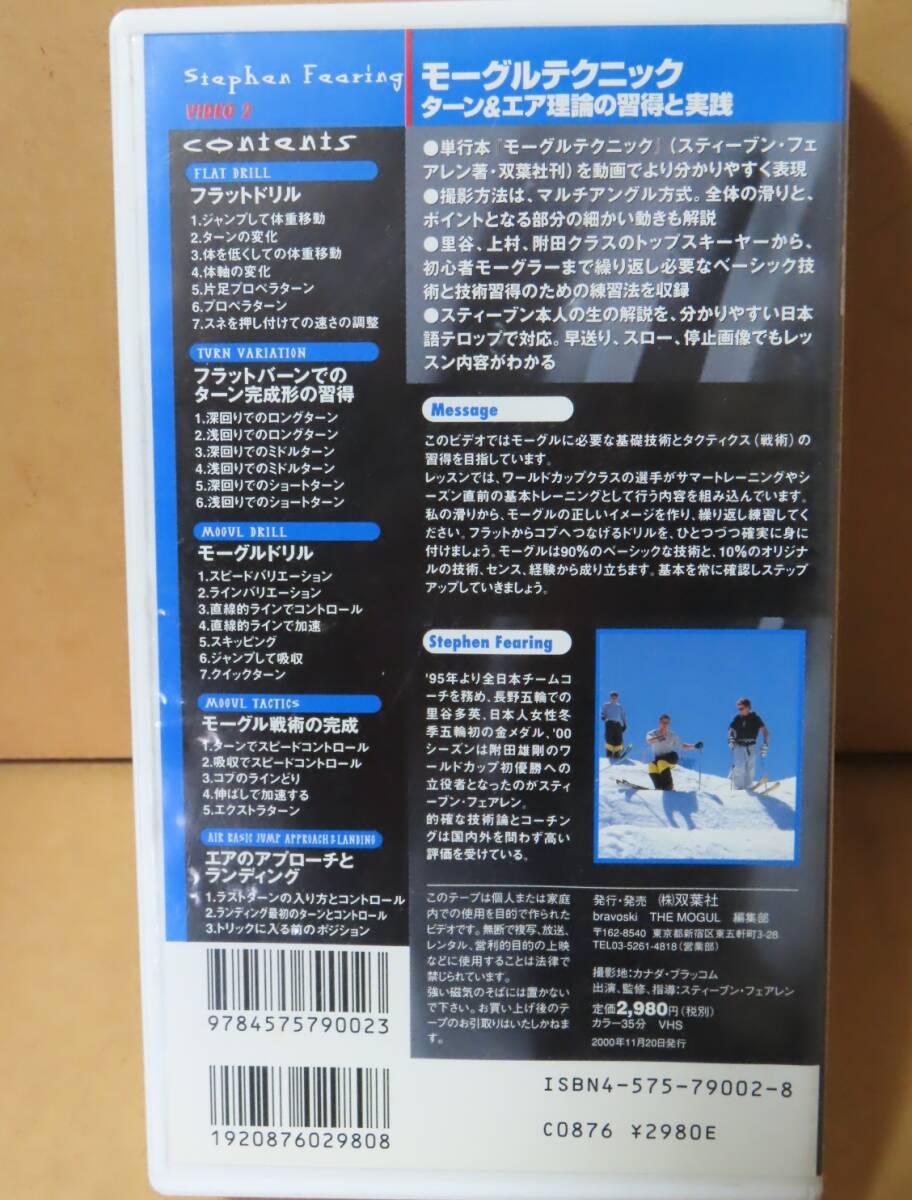 Stephen Fearing
VIDEO 2
contents
FLAT DRILL
フラットドリル
1.ジャンプして体重移動
2.ターンの変化
3.体を低くしての体重移動
4.体軸の変化
5.片足プロペラターン
6.プロペラターン
7.スネを押し付けての速さの調整
TURN VARIATION
フラットバーンでの
ターン完成形の習得
1.深回りでのロングターン
2.浅回りでのロングターン
3.深回りでのミドルターン
4.浅回りでのミドルターン
5.深回りでのショートターン
6.浅回りでのショートターン
MOGUL DRILL
モーグルドリル
1.スピードバリエーション
2.ラインバリエーション
3.直線的ラインでコントロール
4.直線的ラインで加速
5.スキッピング
6.ジャンプして吸収
7.クイックターン
MOGUL TACTICS
モーグル戦術の完成
1.ターンでスピードコントロール
2.吸収でスピードコントロール
3.コブのラインどり
4.伸ばして加速する
5.エクストラターン
AIR BASIC JUMP APPROACH & LANDING
エアのアプローチと
ランディング
1.ラストターンの入り方とコントロール
2.ランディング最初のターンとコントロール
3.トリックに入る前のポジション
モーグルテクニック
ターン&エア理論の習得と実践
●単行本『モーグルテクニック』(スティーブン・フェ
アレン著・双葉社刊)を動画でより分かりやすく表現
●撮影方法は、マルチアングル方式。全体の滑りと、
ポイントとなる部分の細かい動きも解説
●里谷、上村、附田クラスのトップスキーヤーから、
初心者モーグラーまで繰り返し必要なベーシック技
術と技術習得のための練習法を収録
●スティーブン本人の生の解説を、分かりやすい日本
語テロップで対応。早送り、スロー、停止画像でもレッ
スン内容がわかる
Message
このビデオではモーグルに必要な基礎技術とタクティクス(戦術)の
習得を目指しています。
レッスンでは、ワールドカップクラスの選手がサマートレーニングやシ
ーズン直前の基本トレーニングとして行う内容を組み込んでいます。
私の滑りから、モーグルの正しいイメージを作り、繰り返し練習してく
ださい。フラットからコブへつなげるドリルを、ひとつづつ確実に身に
付けましょう。モーグルは90%のベーシックな技術と、10%のオリジナ
ルの技術、センス、経験から成り立ちます。基本を常に確認しステップ
アップしていきましょう。
Stephen Fearing
'95年より全日本チームコ
ーチを務め、長野五輪での
里谷多英、日本人女性冬
季五輪初の金メダル、'00
シーズンは附田雄剛のワ
ールドカップ初優勝への
立役者となったのがスティ
ーブン・フェアレン。
的確な技術論とコーチン
グは国内外を問わず高い
評価を受けている。
このテープは個人または家庭
内での使用を目的で作られた
ビデオです。無断で複写、放送、
レンタル、営利的目的の上映
などに使用することは法律で
禁じられています。
強い磁気のそばには置かない
で下さい。お買い上げ後のテ
ープのお引取りはいたしかねま
す。
発行・発売 (株)双葉社
bravoski THE MOGUL 編集部
〒162-8540 東京都新宿区東五軒町3-28
TEL03-5261-4818(営業部)
撮影地:カナダ・ブラッコム
出演、監修、指導:スティーブン・フェアレン
定価2,980円(税別)
カラー35分 VHS
2000年11月20日発行
9784575790023
1920876029808
ISBN4-575-79002-8
C0876 ¥2980E